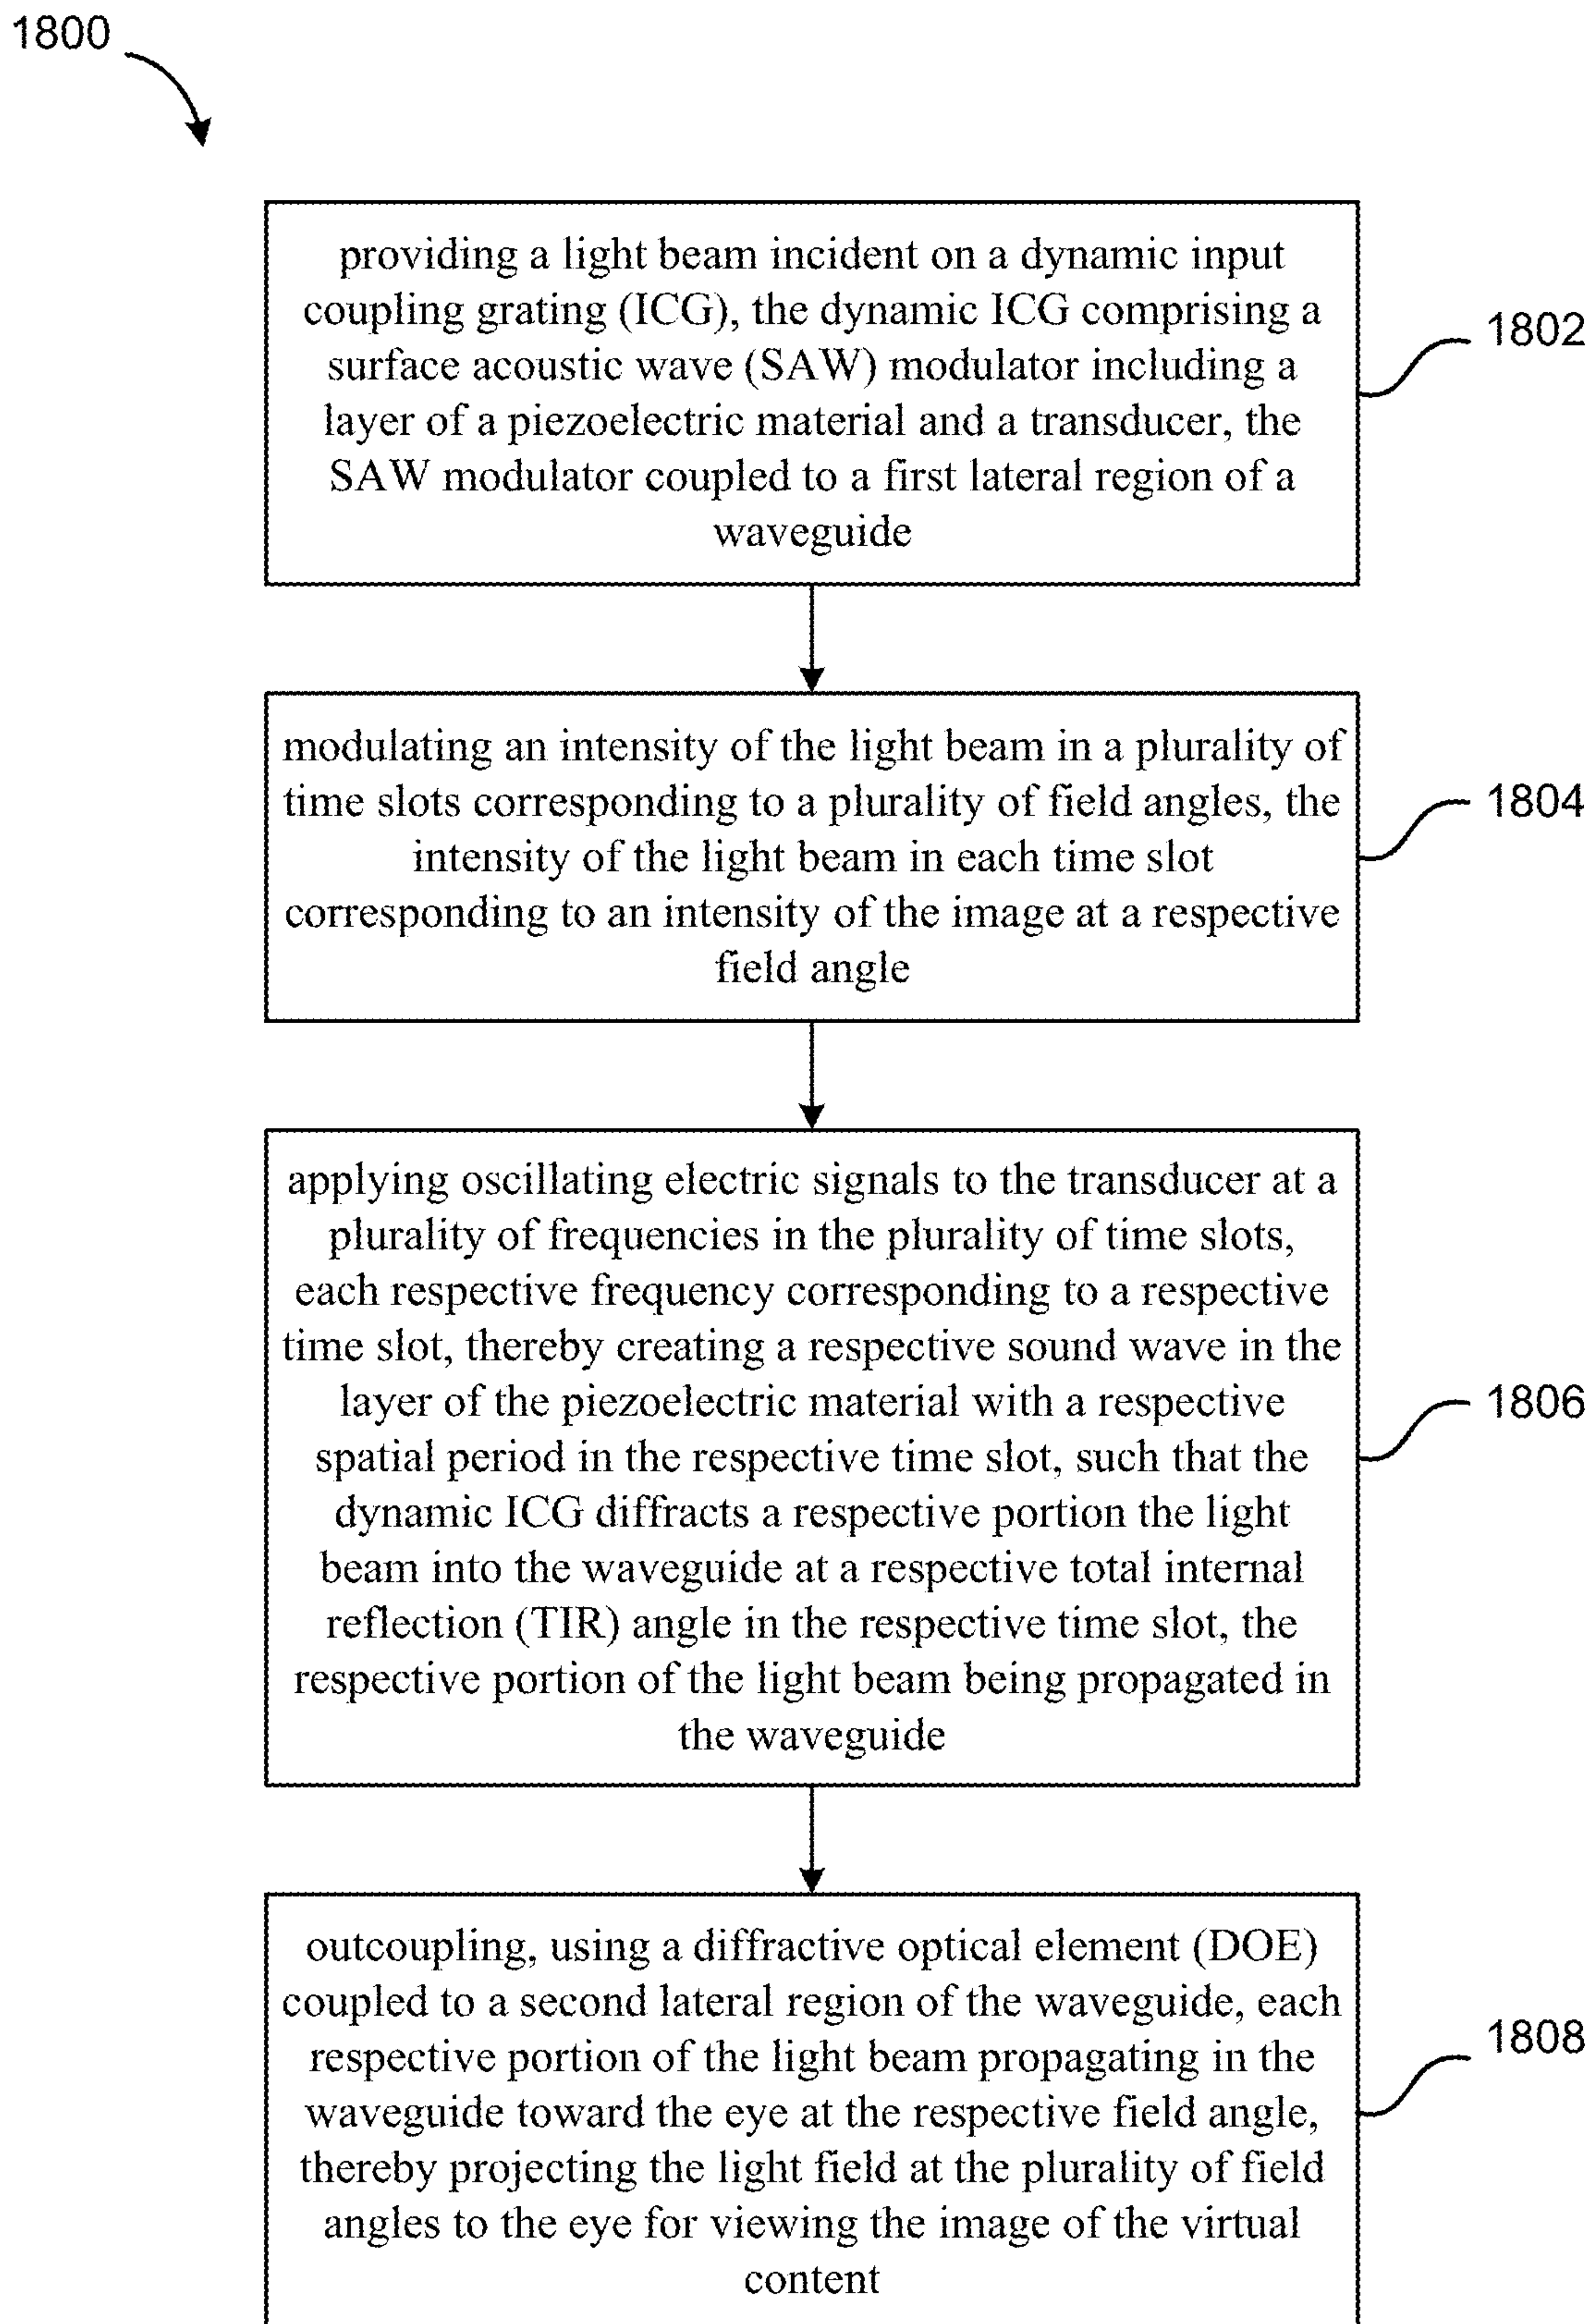 1800
providing a light beam incident on a dynamic input
coupling grating (ICG), the dynamic ICG comprising a
surface acoustic wave (SAW) modulator including a
layer of a piezoelectric material and a transducer, the
SAW modulator coupled to a first lateral region of a
waveguide
1802
modulating an intensity of the light beam in a plurality of
time slots corresponding to a plurality of field angles, the
intensity of the light beam in each time slot
corresponding to an intensity of the image at a respective
field angle
1804
applying oscillating electric signals to the transducer at a
plurality of frequencies in the plurality of time slots,
each respective frequency corresponding to a respective
time slot, thereby creating a respective sound wave in the
layer of the piezoelectric material with a respective
spatial period in the respective time slot, such that the
dynamic ICG diffracts a respective portion the light
beam into the waveguide at a respective total internal
reflection (TIR) angle in the respective time slot, the
respective portion of the light beam being propagated in
the waveguide
1806
outcoupling, using a diffractive optical element (DOE)
coupled to a second lateral region of the waveguide, each
respective portion of the light beam propagating in the
waveguide toward the eye at the respective field angle,
thereby projecting the light field at the plurality of field
angles to the eye for viewing the image of the virtual
content
1808